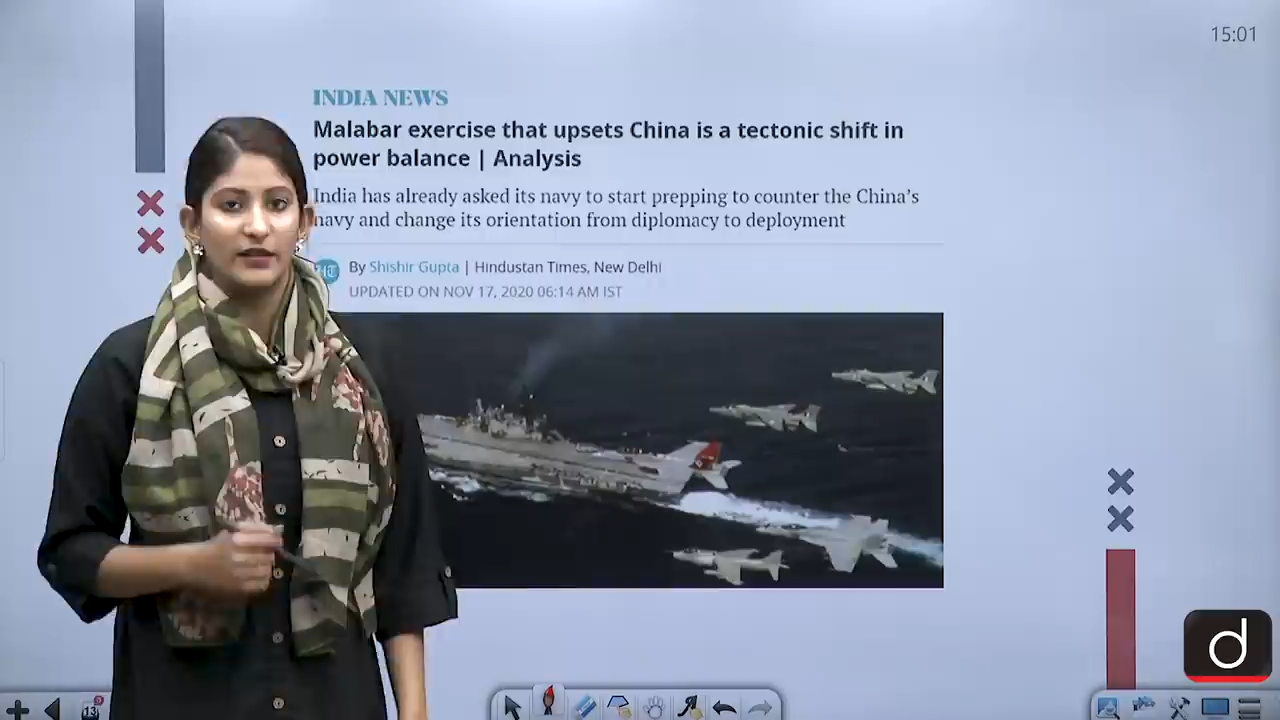 15:01
INDIA NEWS
Malabar exercise that upsets China is a tectonic shift in
power balance | Analysis
India has already asked its navy to start prepping to counter the China’s
navy and change its orientation from diplomacy to deployment
HT By Shishir Gupta | Hindustan Times, New Delhi
UPDATED ON NOV 17, 2020 06:14 AM IST
d
13